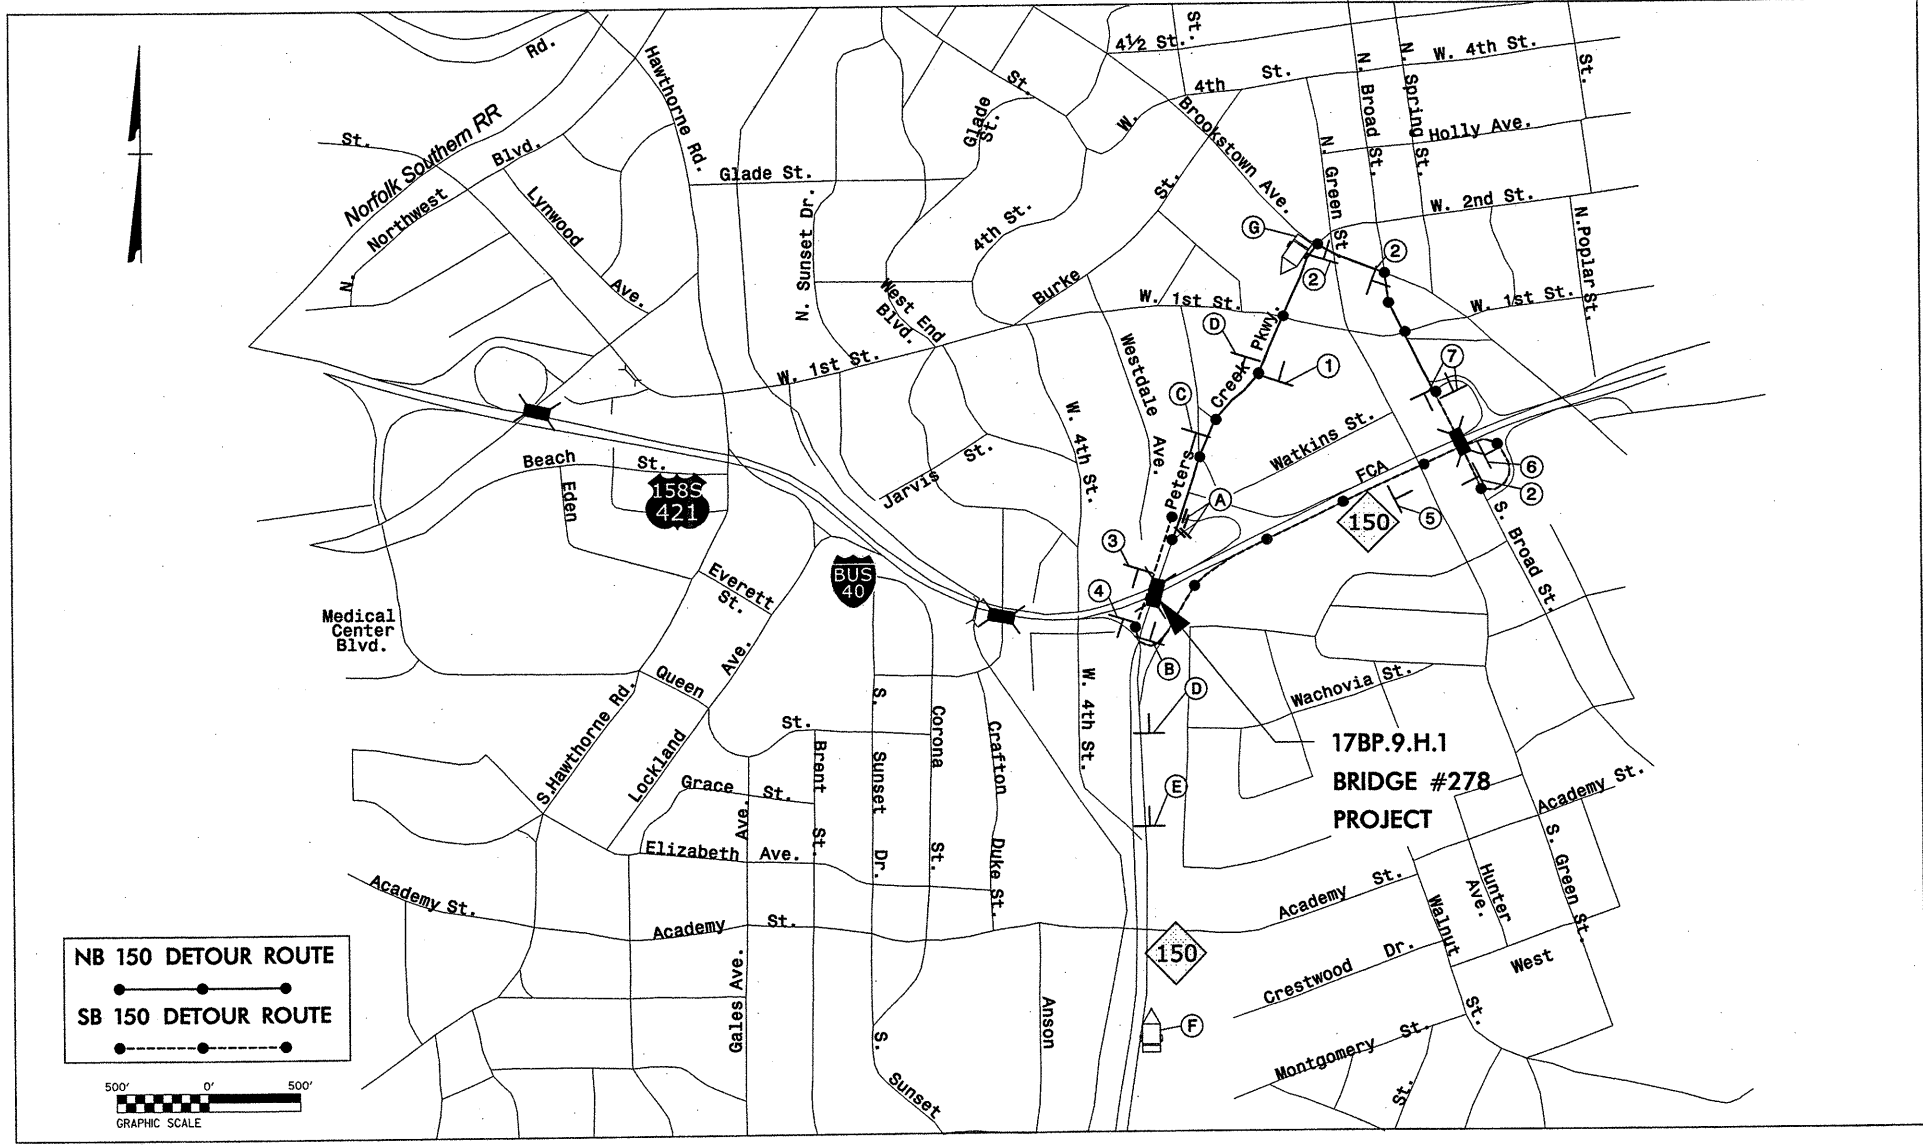 Rd.
Hawthorne Rd.
St.
4½ St.
St.
N. Broad St.
N. Spring St.
W. 4th St.
St.
Norfolk Southern RR
St.
Northwest Blvd.
N.
Lynwood Ave.
Glade St.
Glade St.
W. 4th St.
Brookstown Ave.
N. Green St
Holly Ave.
N. Sunset Dr.
4th St.
Burke St.
W. 2nd St.
N. Poplar St.
G
2
2
West End Blvd.
W. 1st St.
W. 1st St.
W. 1st St.
D
1
7
C
Peters Creek Pkwy.
Westdale Ave.
W. 4th St.
Watkins St.
FCA
Jarvis St.
Beach St.
Eden
158S
421
BUS
40
A
150
5
6
2
S. Broad St.
3
4
B
D
E
Everett St.
Medical
Center
Blvd.
Queen St.
S. Hawthorne Rd.
Lockland Ave.
Brent St.
S. Sunset Dr.
Corona St.
Crafton
Duke St.
W. 4th St.
Wachovia St.
17BP.9.H.1
BRIDGE #278
PROJECT
Grace St.
Ave.
Elizabeth Ave.
Academy St.
Academy St.
Academy St.
Academy St.
Gales Ave.
S. Sunset
Anson
150
F
Walnut St.
Hunter Ave.
S. Green St.
West
Crestwood Dr.
Montgomery St.
St.
NB 150 DETOUR ROUTE
SB 150 DETOUR ROUTE
500' 0' 500'
GRAPHIC SCALE